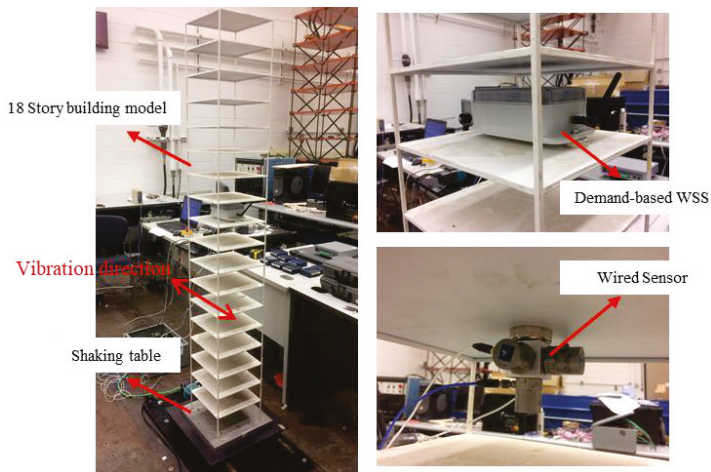 18 Story building model
Vibration direction
Shaking table
Demand-based WSS
Wired Sensor